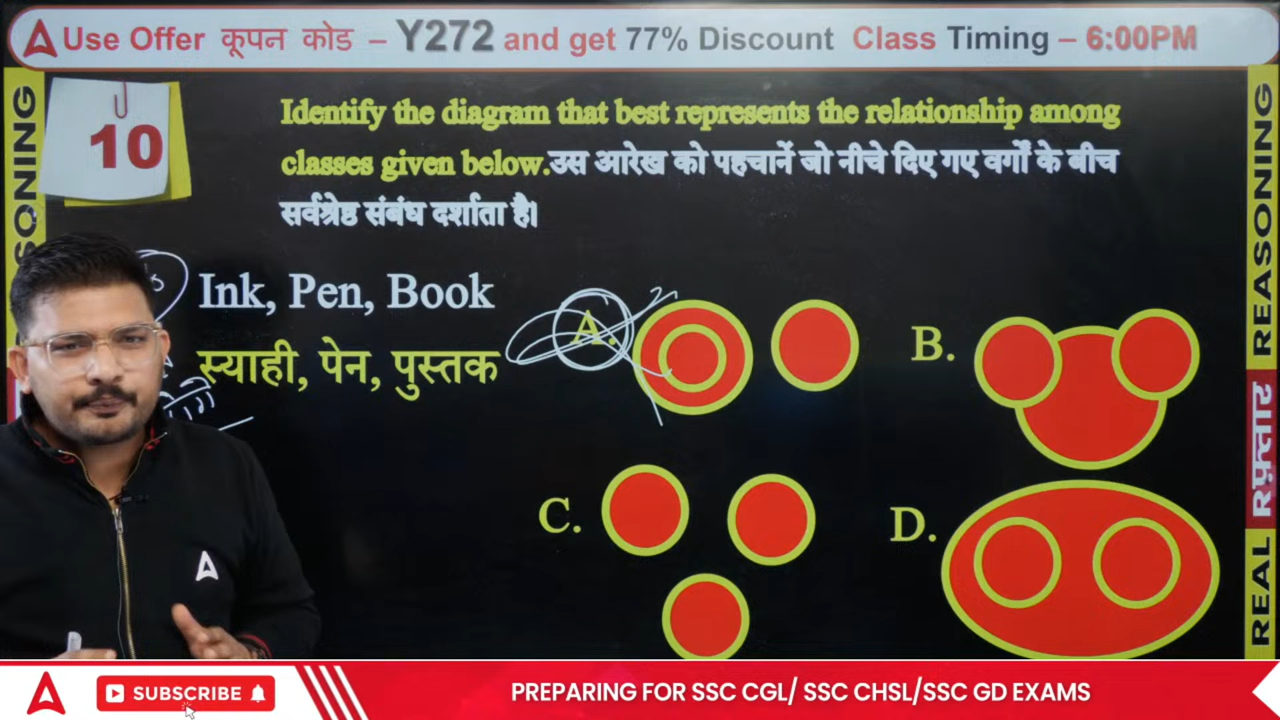 Use Offer कूपन कोड – Y272 and get 77% Discount Class Timing – 6:00PM
10
Identify the diagram that best represents the relationship among
classes given below.उस आरेख को पहचानें जो नीचे दिए गए वर्गों के बीच
सर्वश्रेष्ठ संबंध दर्शाता है।
Ink, Pen, Book
स्याही, पेन, पुस्तक
A.
B.
C.
D.
SONING
REASONING
रफ़्तार
REAL
SUBSCRIBE
PREPARING FOR SSC CGL/ SSC CHSL/SSC GD EXAMS